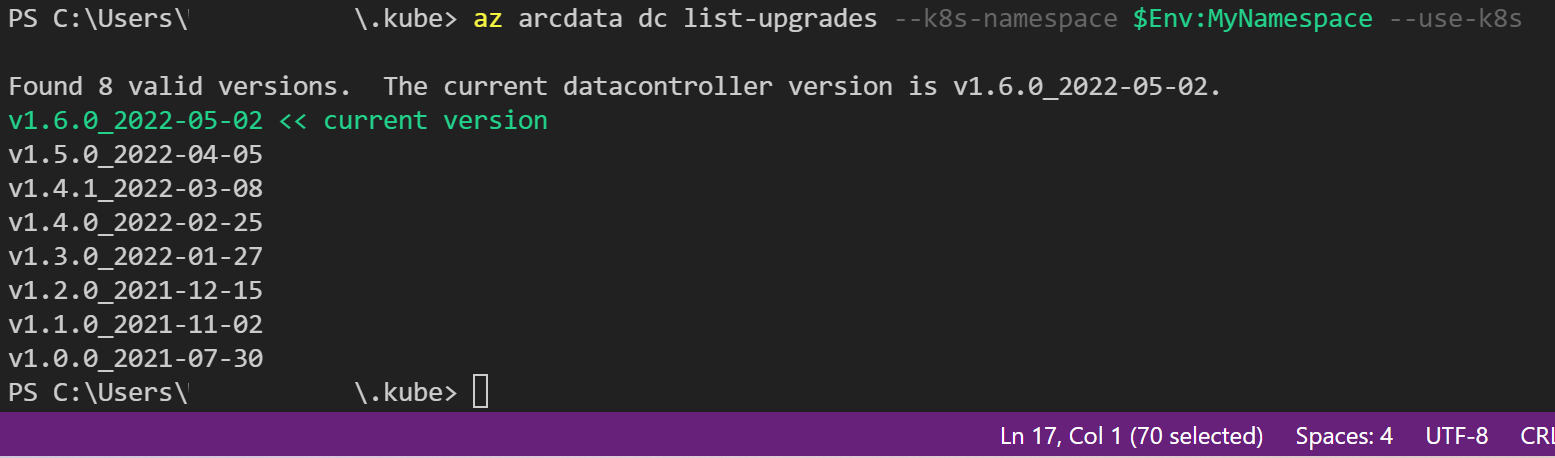 PS C:\Users\ \.kube> az arcdata dc list-upgrades --k8s-namespace $Env:MyNamespace --use-k8s
Found 8 valid versions.  The current datacontroller version is v1.6.0_2022-05-02.
v1.6.0_2022-05-02 << current version
v1.5.0_2022-04-05
v1.4.1_2022-03-08
v1.4.0_2022-02-25
v1.3.0_2022-01-27
v1.2.0_2021-12-15
v1.1.0_2021-11-02
v1.0.0_2021-07-30
PS C:\Users\ \.kube>
Ln 17, Col 1 (70 selected) Spaces: 4 UTF-8